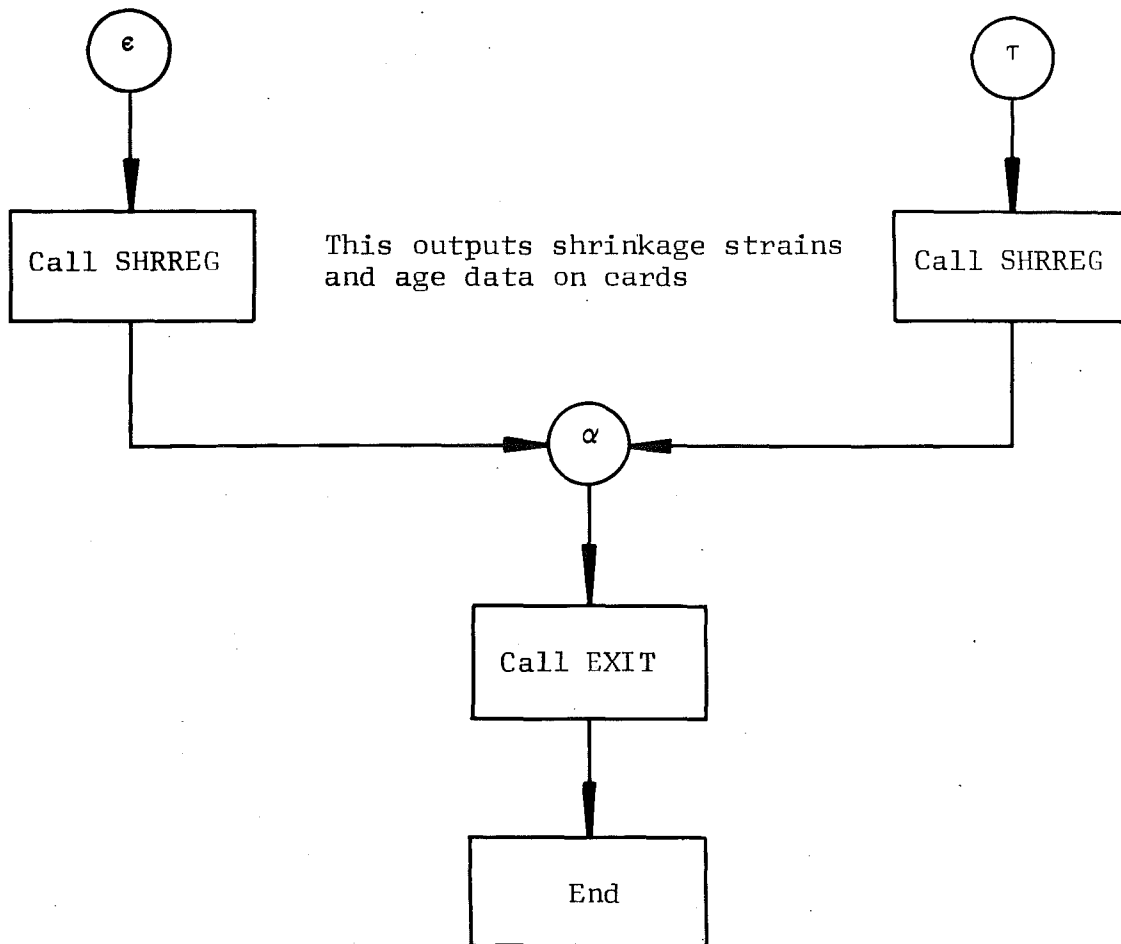 ϵ
τ
Call SHRREG
This outputs shrinkage strains
and age data on cards
Call SHRREG
α
Call EXIT
End